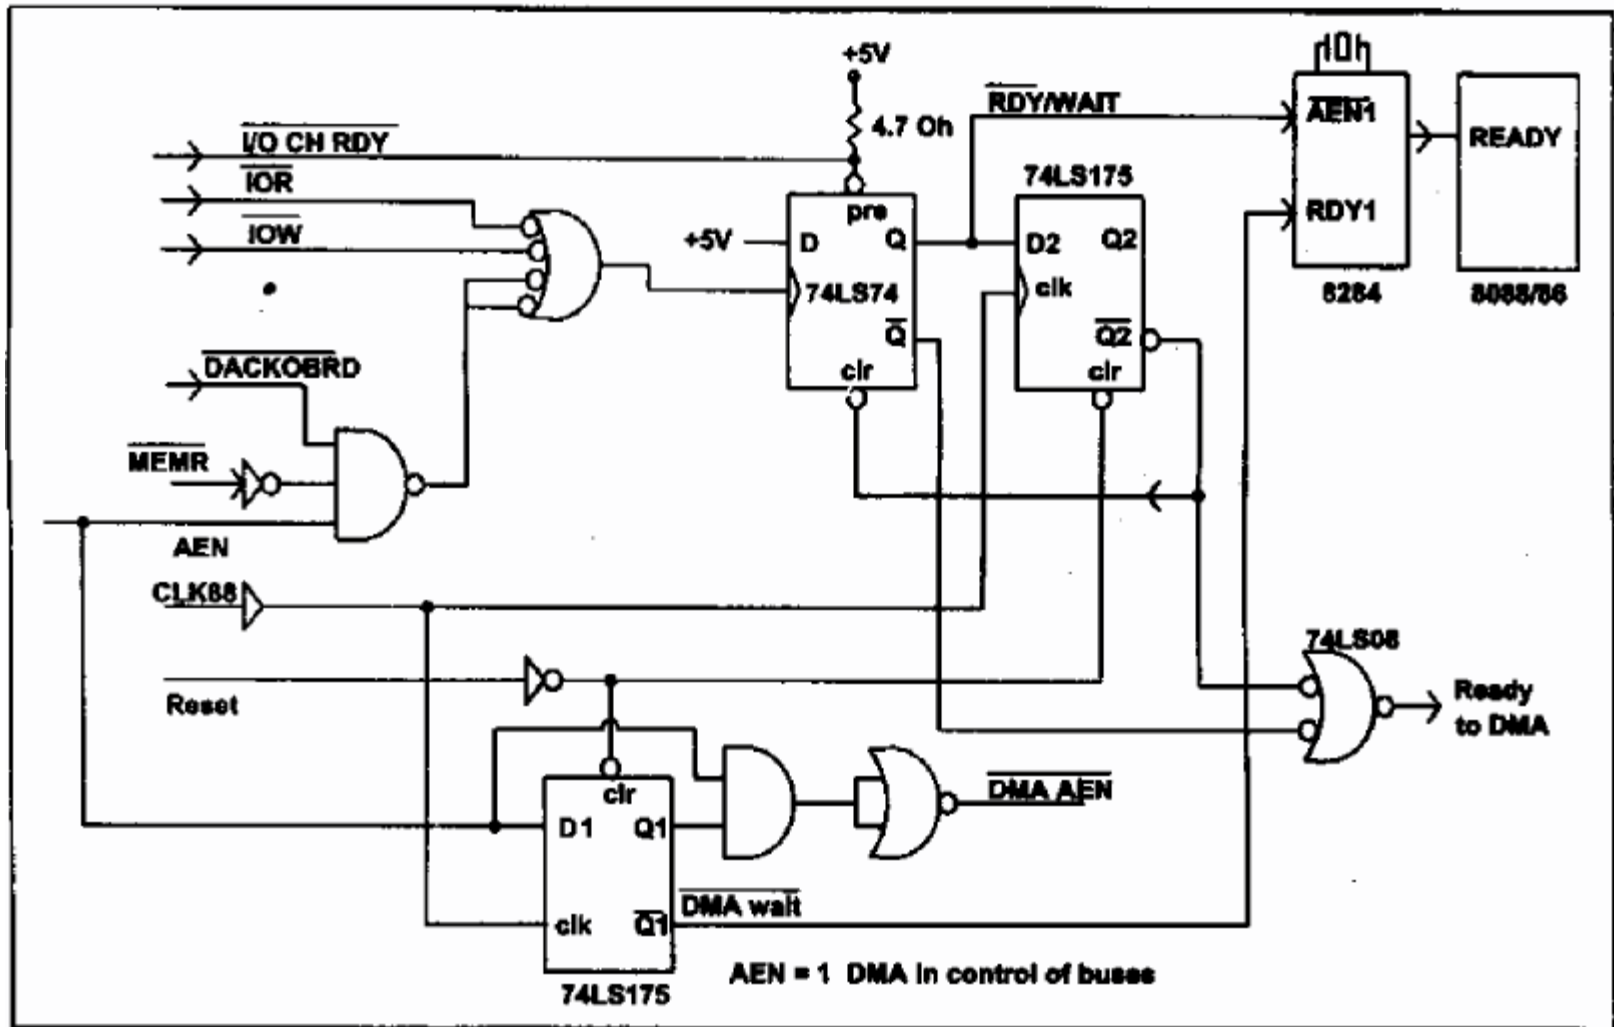 +5V
4.7 Oh
RDY/WAIT
AEN1
READY
I/O CH RDY
IOR
IOW
74LS175
pre
RDY1
+5V
D
Q
D2
Q2
74LS74
clk
8284
8088/86
Q
Q2
clr
clr
DACKOBRD
MEMR
AEN
CLK88
74LS08
Reset
Ready
to DMA
clr
DMA AEN
D1
Q1
DMA wait
clk
Q1
AEN = 1 DMA in control of buses
74LS175